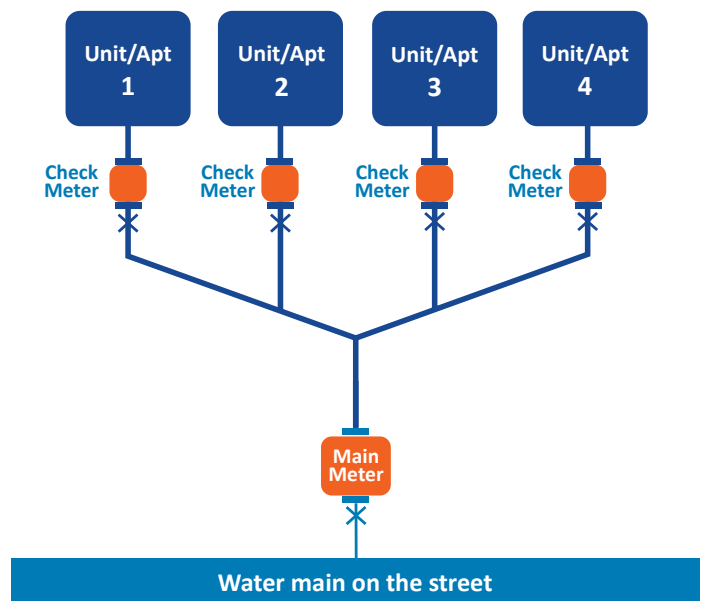 Unit/Apt
1
Unit/Apt
2
Unit/Apt
3
Unit/Apt
4
Check
Meter
Check
Meter
Check
Meter
Check
Meter
Main
Meter
Water main on the street